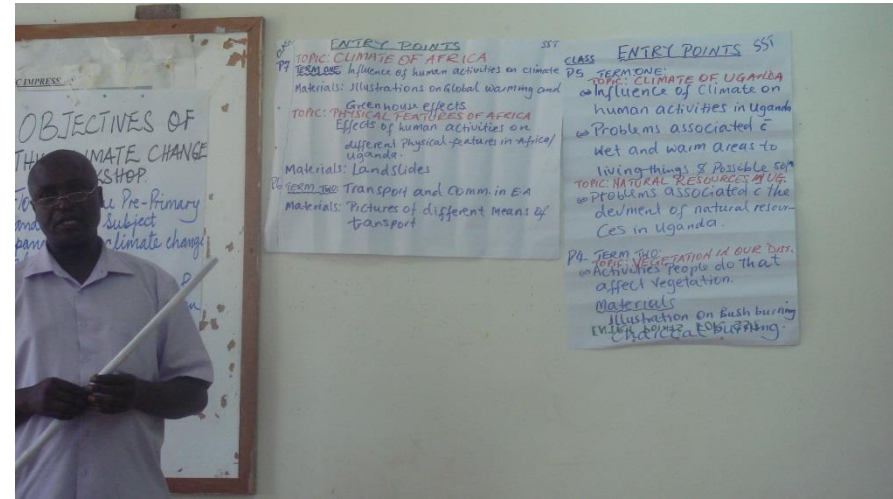 C IMPRESS
OBJECTIVES OF
CLIMATE CHANGE
SHOP.
Pre-Primary
Subject
climate change
ENTRY POINTS SST
TOPIC: CLIMATE OF AFRICA
P7 TERM ONE: Influence of human activities on climate
Materials: Illustrations on Global warming and
Greenhouse effects
TOPIC: PHYSICAL FEATURES OF AFRICA
Effects of human activities on
different Physical features in Africa/
Uganda.
Materials: Landslides
TERM TWO: Transport and Comm. in E.A
Materials: Pictures of different Means of
transport
CLASS ENTRY POINTS SST
P5 TERM ONE:
TOPIC: CLIMATE OF UGANDA
Influence of Climate on
human activities in Uganda
Problems associated c̄
wet and warm areas to
living things & Possible soln
TOPIC: NATURAL RESOURCES IN UG.
Problems associated c the
devment of natural resour-
ces in Uganda.
P4 TERM TWO:
TOPIC: VEGETATION IN OUR DIST.
Activities People do that
affect vegetation.
Materials
Illustration on Bush burning
Charcoal burning.